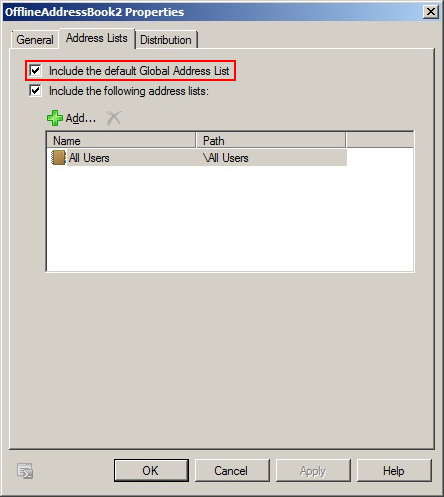 OfflineAddressBook2 Properties
General Address Lists Distribution
Include the default Global Address List
Include the following address lists:
Add...
Name Path
All Users \All Users
OK Cancel Apply Help